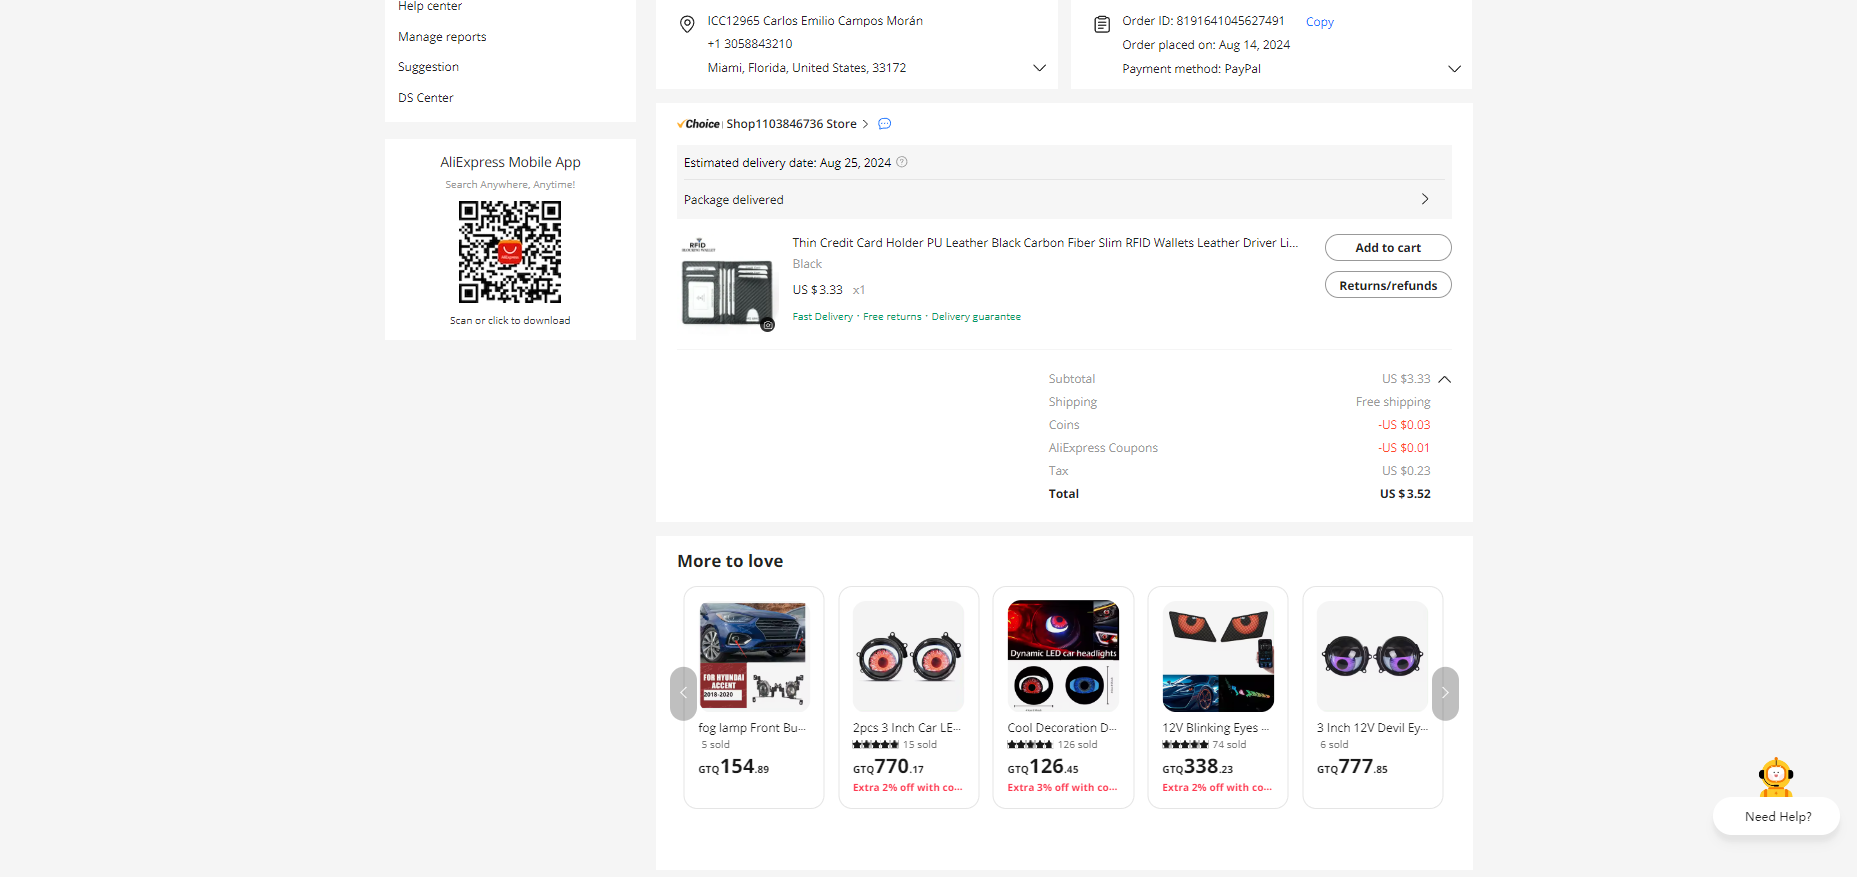 Help center
Manage reports
Suggestion
DS Center
AliExpress Mobile App
Search Anywhere, Anytime!
AliExpress
Scan or click to download
ICC12965 Carlos Emilio Campos Morán
+1 3058843210
Miami, Florida, United States, 33172
Order ID: 8191641045627491 Copy
Order placed on: Aug 14, 2024
Payment method: PayPal
Choice Shop1103846736 Store
Estimated delivery date: Aug 25, 2024
Package delivered
RFID
Thin Credit Card Holder PU Leather Black Carbon Fiber Slim RFID Wallets Leather Driver Li...
Black
US $3.33 x1
Fast Delivery · Free returns · Delivery guarantee
Add to cart
Returns/refunds
Subtotal US $3.33
Shipping Free shipping
Coins -US $0.03
AliExpress Coupons -US $0.01
Tax US $0.23
Total US $3.52
More to love
FOR HYUNDAI
ACCENT
2018-2020
fog lamp Front Bu...
5 sold
GTQ154.89
2pcs 3 Inch Car LE...
15 sold
GTQ770.17
Extra 2% off with co...
Dynamic LED car headlights
Cool Decoration D...
126 sold
GTQ126.45
Extra 3% off with co...
12V Blinking Eyes ...
74 sold
GTQ338.23
Extra 2% off with co...
3 Inch 12V Devil Ey...
6 sold
GTQ777.85
Need Help?